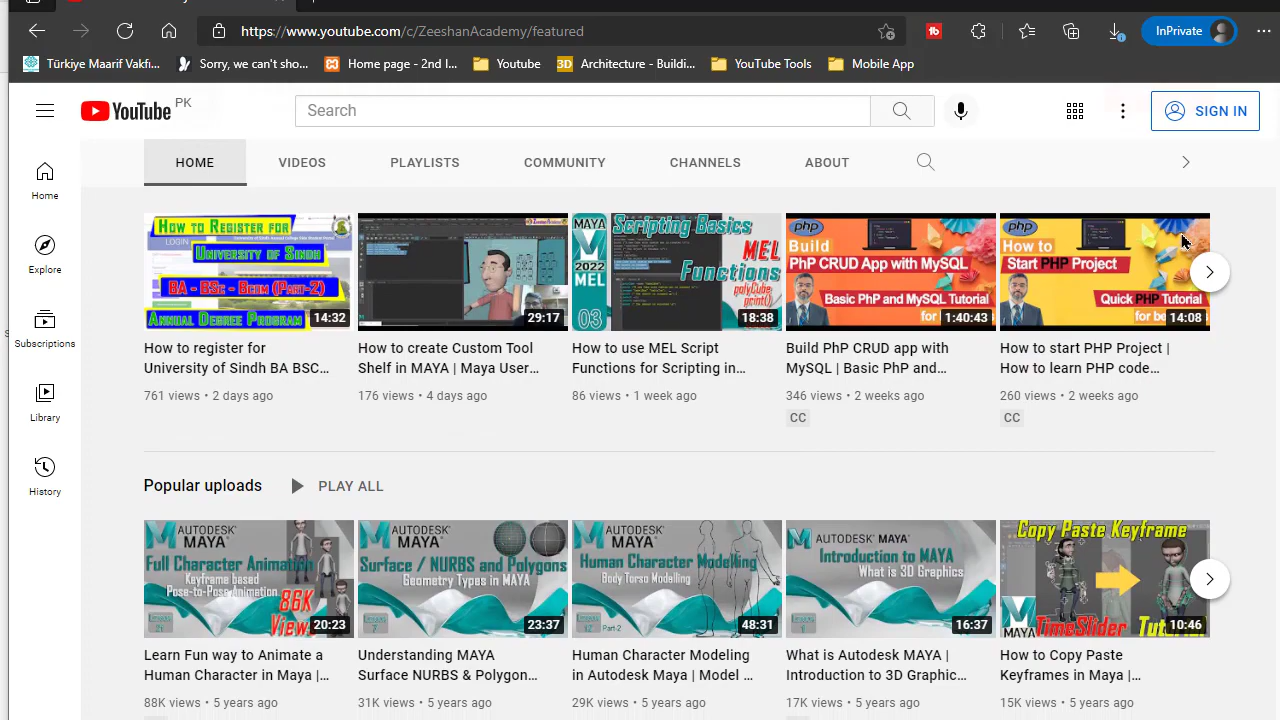 https://www.youtube.com/c/ZeeshanAcademy/featured
InPrivate
Türkiye Maarif Vakfı...
Sorry, we can't sho...
Home page - 2nd I...
Youtube
Architecture - Buildi...
YouTube Tools
Mobile App
YouTube PK
Search
SIGN IN
HOME
VIDEOS
PLAYLISTS
COMMUNITY
CHANNELS
ABOUT
Home
Explore
Subscriptions
Library
History
How to Register for
University of Sindh
BA - BSc - Bcom (Part-2)
Annual Degree Program
14:32
29:17
MAYA
2022
MEL
03
Scripting Basics
MEL
Functions
polyCube
print()
18:38
php
Build
PhP CRUD App with MySQL
Basic PhP and MySQL Tutorial
1:40:43
php
How to
Start PHP Project
Quick PHP Tutorial
14:08
How to register for
University of Sindh BA BSC...
761 views • 2 days ago
How to create Custom Tool
Shelf in MAYA | Maya User...
176 views • 4 days ago
How to use MEL Script
Functions for Scripting in...
86 views • 1 week ago
Build PhP CRUD app with
MySQL | Basic PhP and...
346 views • 2 weeks ago
CC
How to start PHP Project |
How to learn PHP code...
260 views • 2 weeks ago
CC
Popular uploads
PLAY ALL
AUTODESK
MAYA
Full Character Animation
Keyframe based
Pose-to-Pose Animation
86K
Views
20:23
AUTODESK
MAYA
Surface / NURBS and Polygons
Geometry Types in MAYA
23:37
AUTODESK
MAYA
Human Character Modelling
Body Torso Modelling
Part-2
48:31
AUTODESK
MAYA
Introduction to MAYA
What is 3D Graphics
16:37
Copy Paste Keyframe
MAYA
TimeSlider
Tutorial
10:46
Learn Fun way to Animate a
Human Character in Maya |...
88K views • 5 years ago
Understanding MAYA
Surface NURBS & Polygon...
31K views • 5 years ago
Human Character Modeling
in Autodesk Maya | Model ...
29K views • 5 years ago
What is Autodesk MAYA |
Introduction to 3D Graphic...
17K views • 5 years ago
How to Copy Paste
Keyframes in Maya |...
15K views • 5 years ago